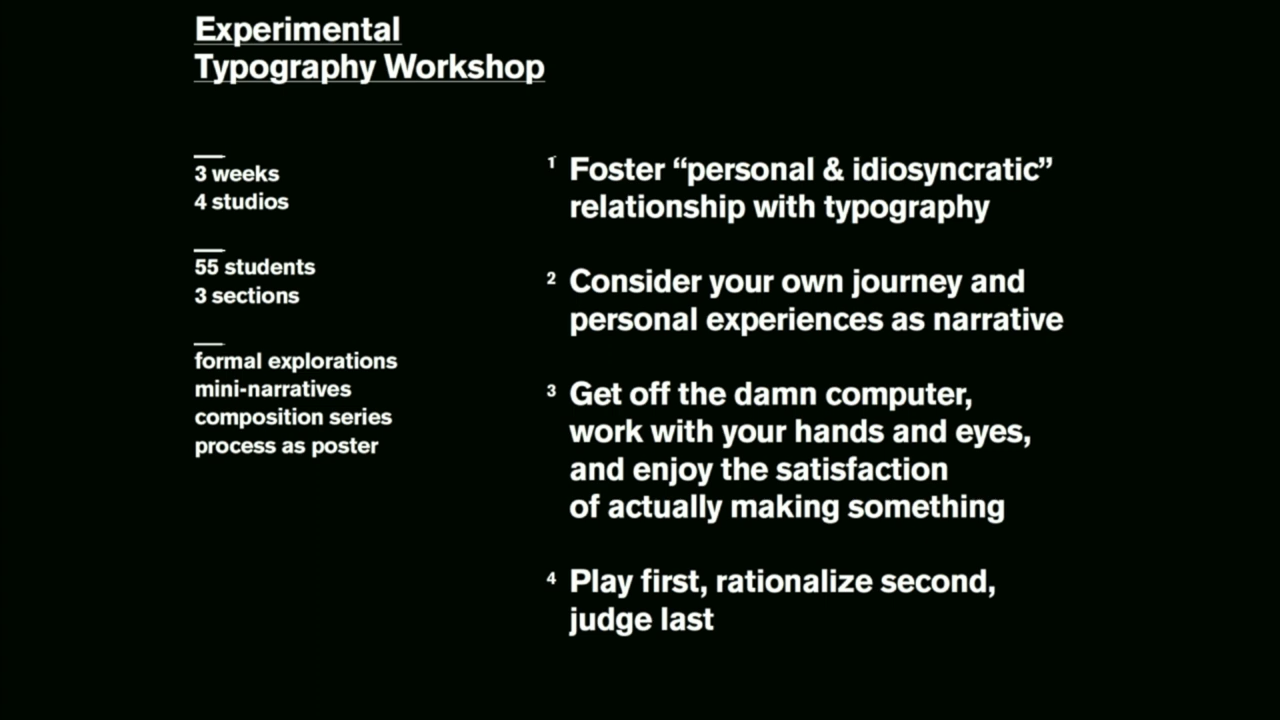 Experimental
Typography Workshop
3 weeks
4 studios
55 students
3 sections
formal explorations
mini-narratives
composition series
process as poster
1 Foster “personal & idiosyncratic”
relationship with typography
2 Consider your own journey and
personal experiences as narrative
3 Get off the damn computer,
work with your hands and eyes,
and enjoy the satisfaction
of actually making something
4 Play first, rationalize second,
judge last